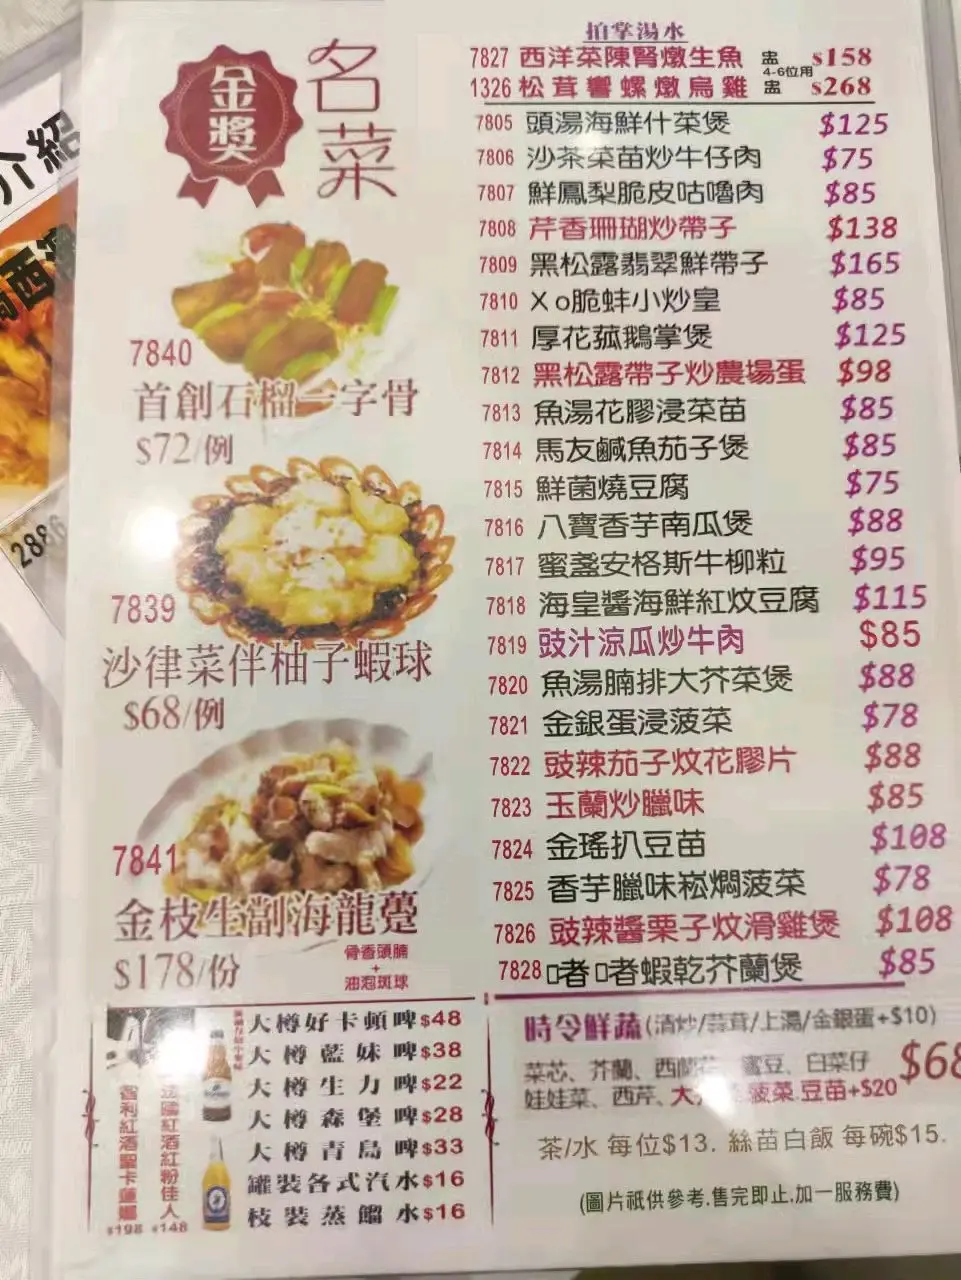 介紹
2886
金獎
名菜
7840
首創石榴一字骨
$72/例
7839
沙律菜伴柚子蝦球
$68/例
7841
金枝生劏海龍躉
$178/份
骨香頭腩
+
油泡斑球
拍掌湯水
7827 西洋菜陳腎燉生魚 盅 $158
4-6位用
1326 松茸響螺燉烏雞 盅 $268
7805 頭湯海鮮什菜煲 $125
7806 沙茶菜苗炒牛仔肉 $75
7807 鮮鳳梨脆皮咕嚕肉 $85
7808 芹香珊瑚炒帶子 $138
7809 黑松露翡翠鮮帶子 $165
7810 Xo脆蚌小炒皇 $85
7811 厚花菰鵝掌煲 $125
7812 黑松露帶子炒農場蛋 $98
7813 魚湯花膠浸菜苗 $85
7814 馬友鹹魚茄子煲 $85
7815 鮮菌燒豆腐 $75
7816 八寶香芋南瓜煲 $88
7817 蜜盞安格斯牛柳粒 $95
7818 海皇醬海鮮紅炆豆腐 $115
7819 豉汁涼瓜炒牛肉 $85
7820 魚湯腩排大芥菜煲 $88
7821 金銀蛋浸菠菜 $78
7822 豉辣茄子炆花膠片 $88
7823 玉蘭炒臘味 $85
7824 金瑤扒豆苗 $108
7825 香芋臘味崧燜菠菜 $78
7826 豉辣醬栗子炆滑雞煲 $108
7828 啫啫蝦乾芥蘭煲 $85
智利紅酒聖卡蓮娜
$198
法國紅酒紅粉佳人
$148
大樽好卡頓啤 $48
大樽藍妹啤 $38
大樽生力啤 $22
大樽森堡啤 $28
大樽青島啤 $33
罐裝各式汽水 $16
枝裝蒸餾水 $16
時令鮮蔬(清炒/蒜茸/上湯/金銀蛋+$10)
菜芯、芥蘭、西蘭花、蜜豆、白菜仔 $68
娃娃菜、西芹、大 菠菜.豆苗+$20
茶/水 每位$13. 絲苗白飯 每碗$15.
(圖片祇供參考.售完即止.加一服務費)